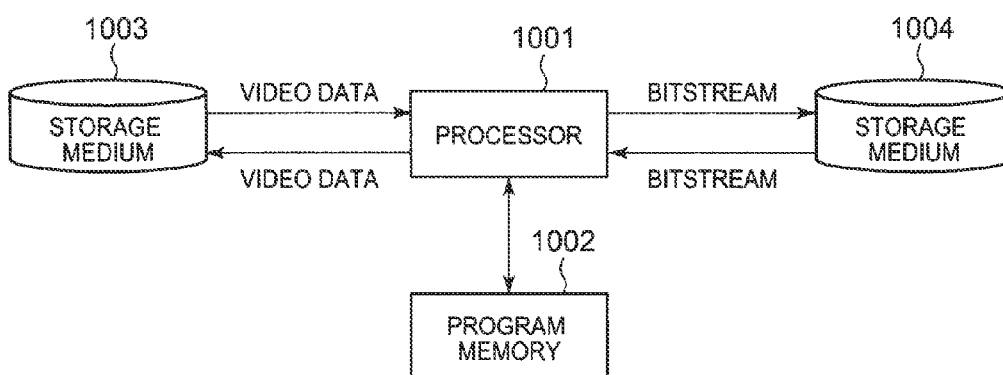 1003
1001
1004
STORAGE
MEDIUM
VIDEO DATA
VIDEO DATA
PROCESSOR
BITSTREAM
BITSTREAM
STORAGE
MEDIUM
1002
PROGRAM
MEMORY